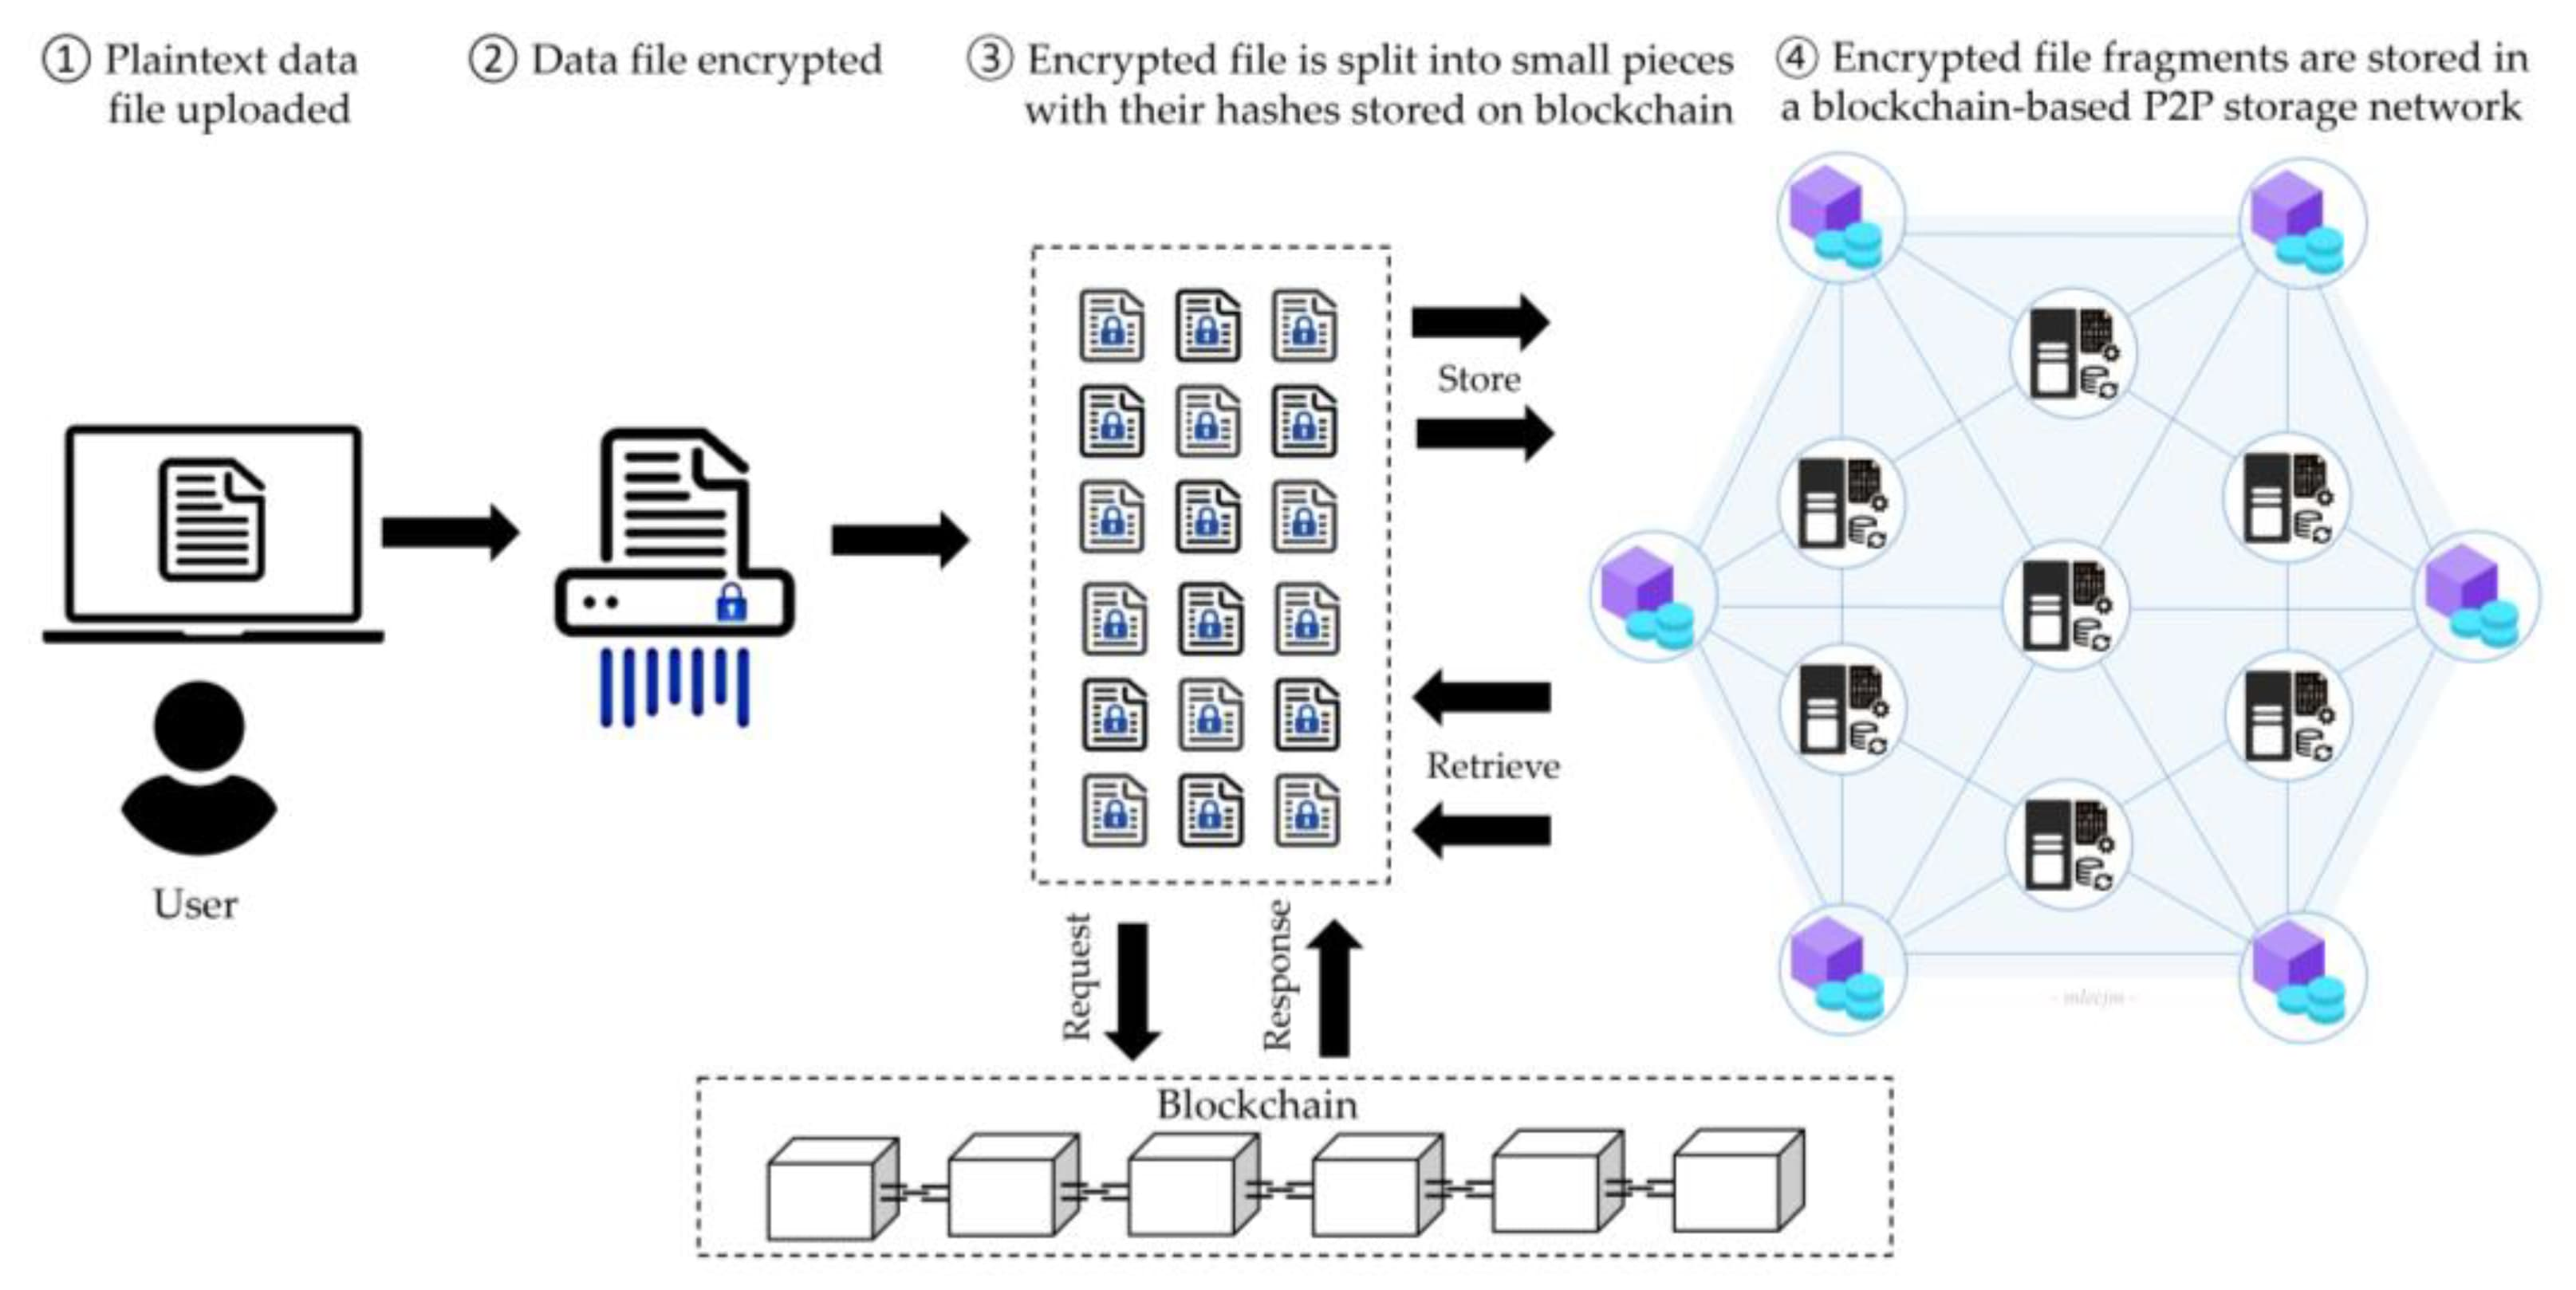 ① Plaintext data
file uploaded
② Data file encrypted
③ Encrypted file is split into small pieces
with their hashes stored on blockchain
④ Encrypted file fragments are stored in
a blockchain-based P2P storage network
Store
Retrieve
User
Request
Response
Blockchain